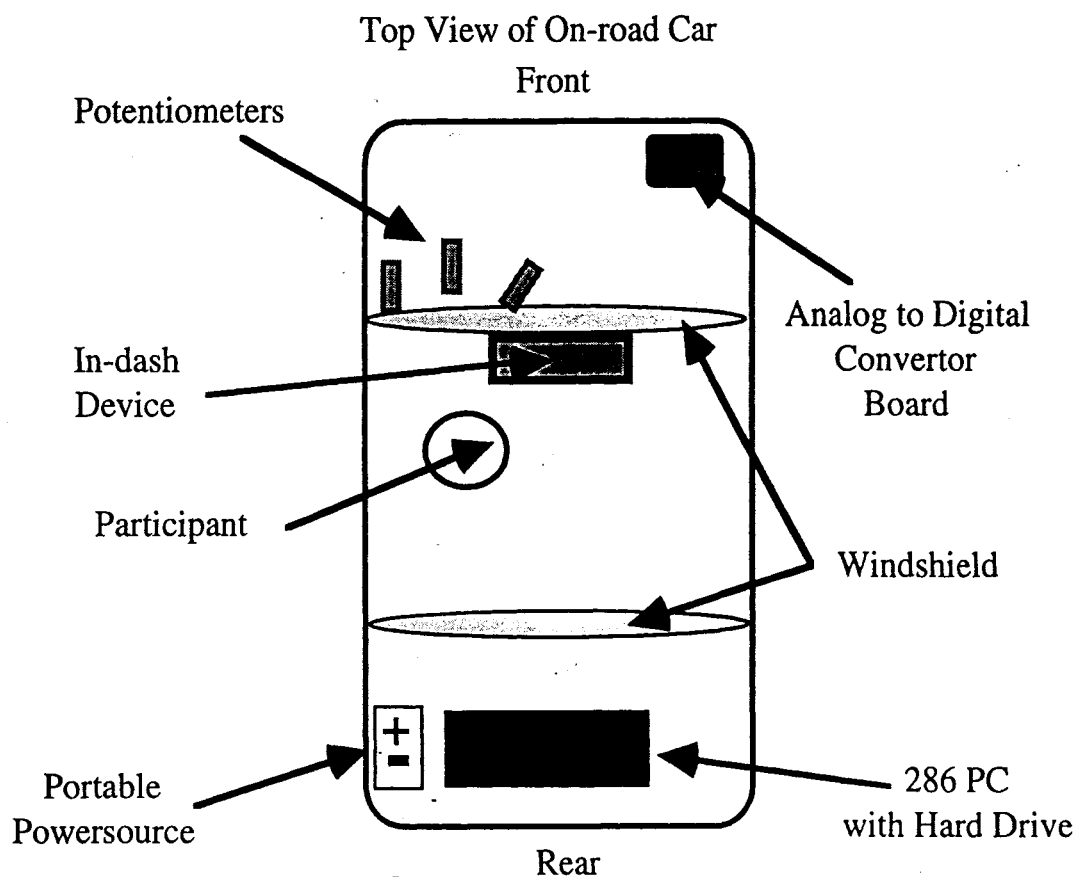 Top View of On-road Car
Front
Potentiometers
Analog to Digital
Convertor
Board
In-dash
Device
Participant
Windshield
+
-
Portable
Powersource
286 PC
with Hard Drive
Rear